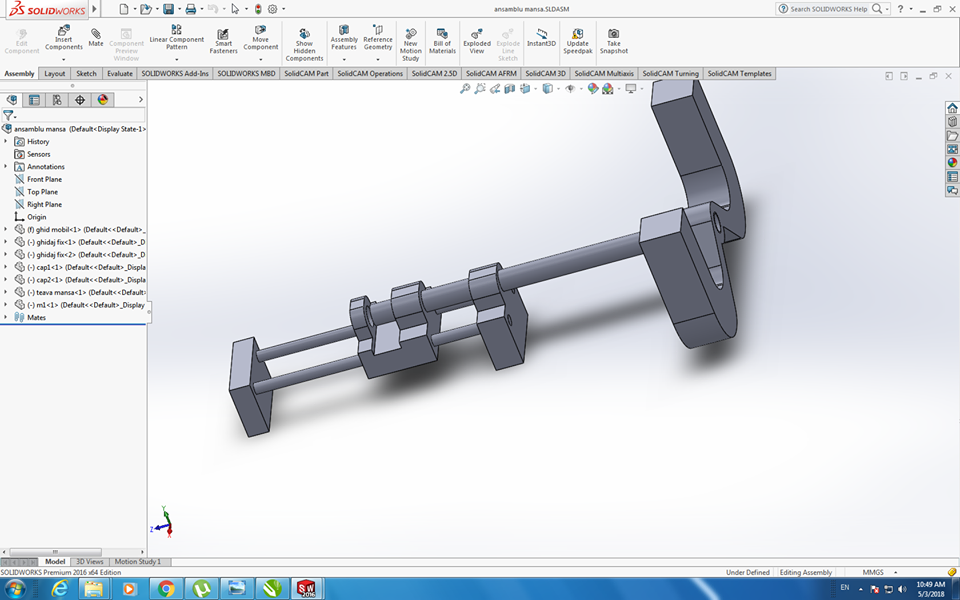 SOLIDWORKS
ansamblu mansa.SLDASM
Search SOLIDWORKS Help
Edit Component
Insert Components
Mate
Component Preview Window
Linear Component Pattern
Smart Fasteners
Move Component
Show Hidden Components
Assembly Features
Reference Geometry
New Motion Study
Bill of Materials
Exploded View
Explode Line Sketch
Instant3D
Update Speedpak
Take Snapshot
Assembly Layout Sketch Evaluate SOLIDWORKS Add-Ins SOLIDWORKS MBD SolidCAM Part SolidCAM Operations SolidCAM 2.5D SolidCAM AFRM SolidCAM 3D SolidCAM Multiaxis SolidCAM Turning SolidCAM Templates
ansamblu mansa (Default<Display State-1>
History
Sensors
Annotations
Front Plane
Top Plane
Right Plane
Origin
(f) ghid mobil<1> (Default<<Default>_
(-) ghidaj fix<1> (Default<<Default>_D
(-) ghidaj fix<2> (Default<<Default>_D
(-) cap1<1> (Default<<Default>_Displa
(-) cap2<1> (Default<<Default>_Displa
(-) teava mansa<1> (Default<<Default>
(-) m1<1> (Default<<Default>_Display
Mates
Y
Z
X
Model 3D Views Motion Study 1
SOLIDWORKS Premium 2016 x64 Edition
Under Defined Editing Assembly MMGS
EN
10:49 AM
5/3/2018
SW
2016